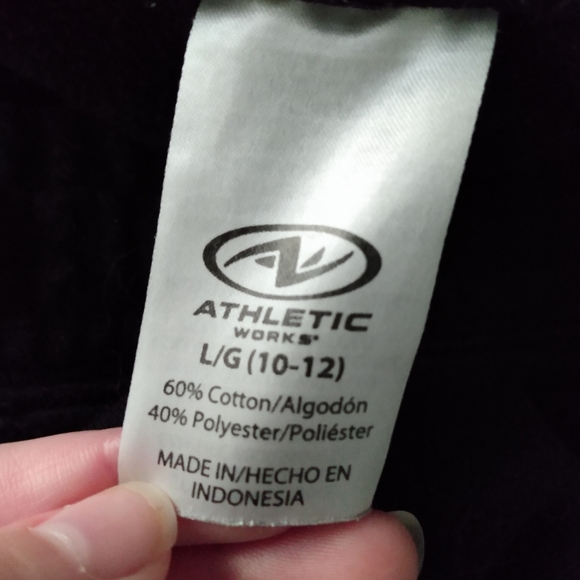 ATHLETIC
WORKS®
L/G (10-12)
60% Cotton/Algodón
40% Polyester/Poliéster
MADE IN/HECHO EN
INDONESIA